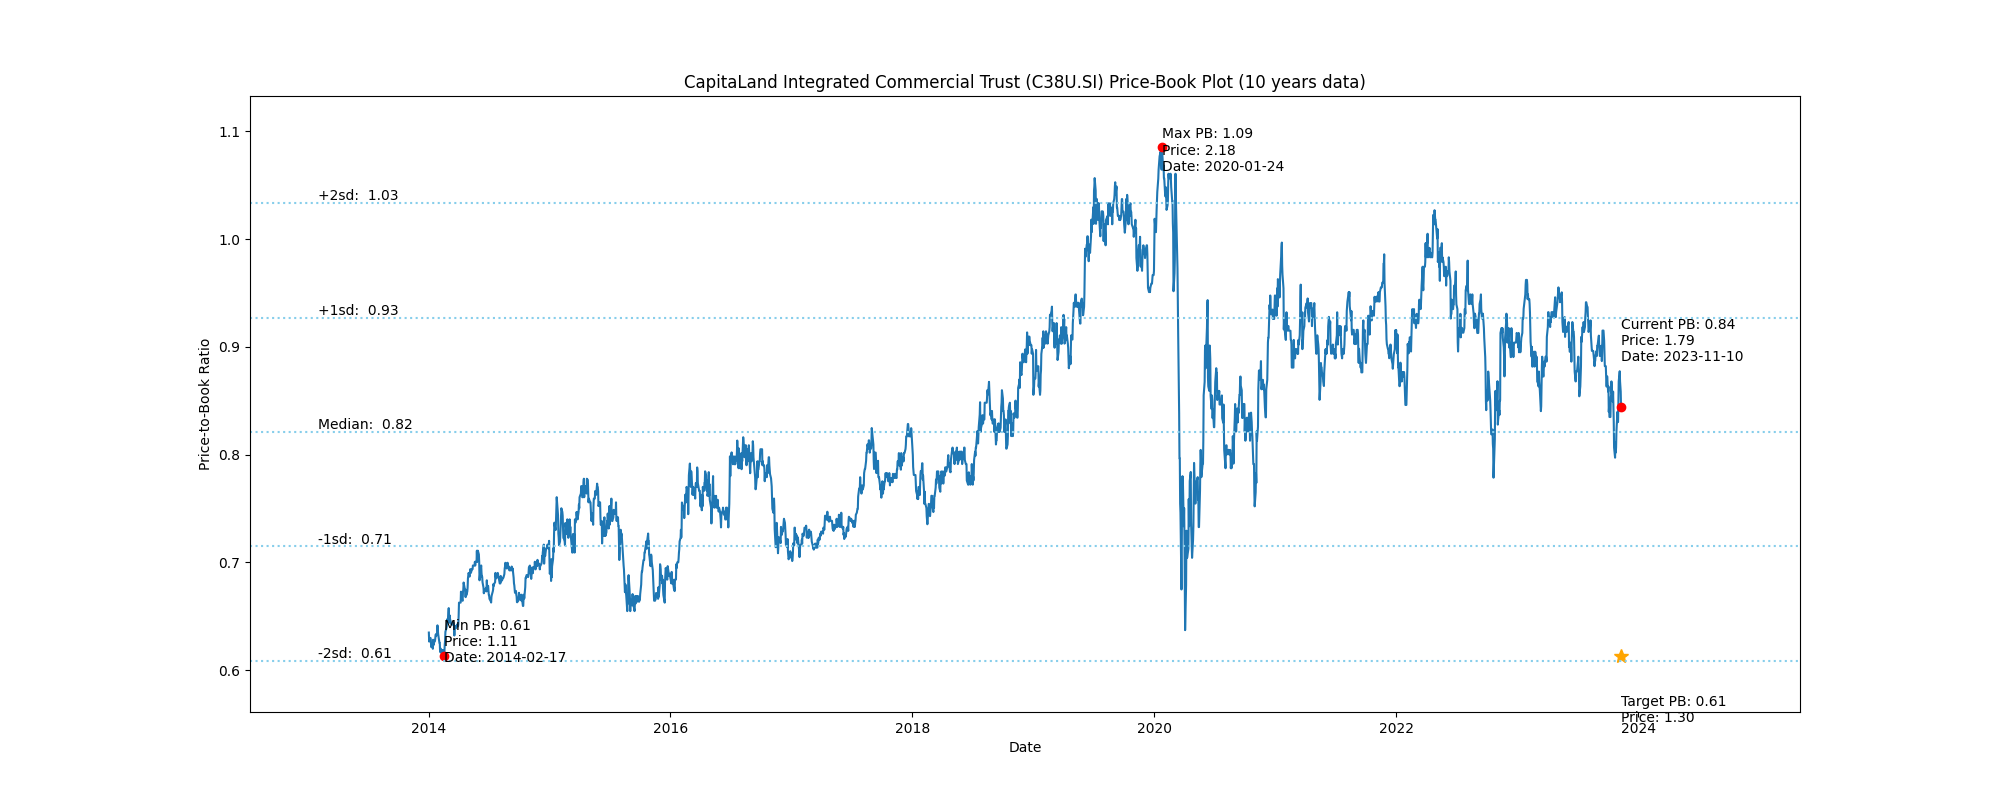 CapitaLand Integrated Commercial Trust (C38U.SI) Price-Book Plot (10 years data)
Price-to-Book Ratio
1.1
1.0
0.9
0.8
0.7
0.6
+2sd:  1.03
+1sd:  0.93
Median:  0.82
-1sd:  0.71
-2sd:  0.61
Min PB: 0.61
Price: 1.11
Date: 2014-02-17
Max PB: 1.09
Price: 2.18
Date: 2020-01-24
Current PB: 0.84
Price: 1.79
Date: 2023-11-10
Target PB: 0.61
Price: 1.30
2014
2016
2018
2020
2022
2024
Date